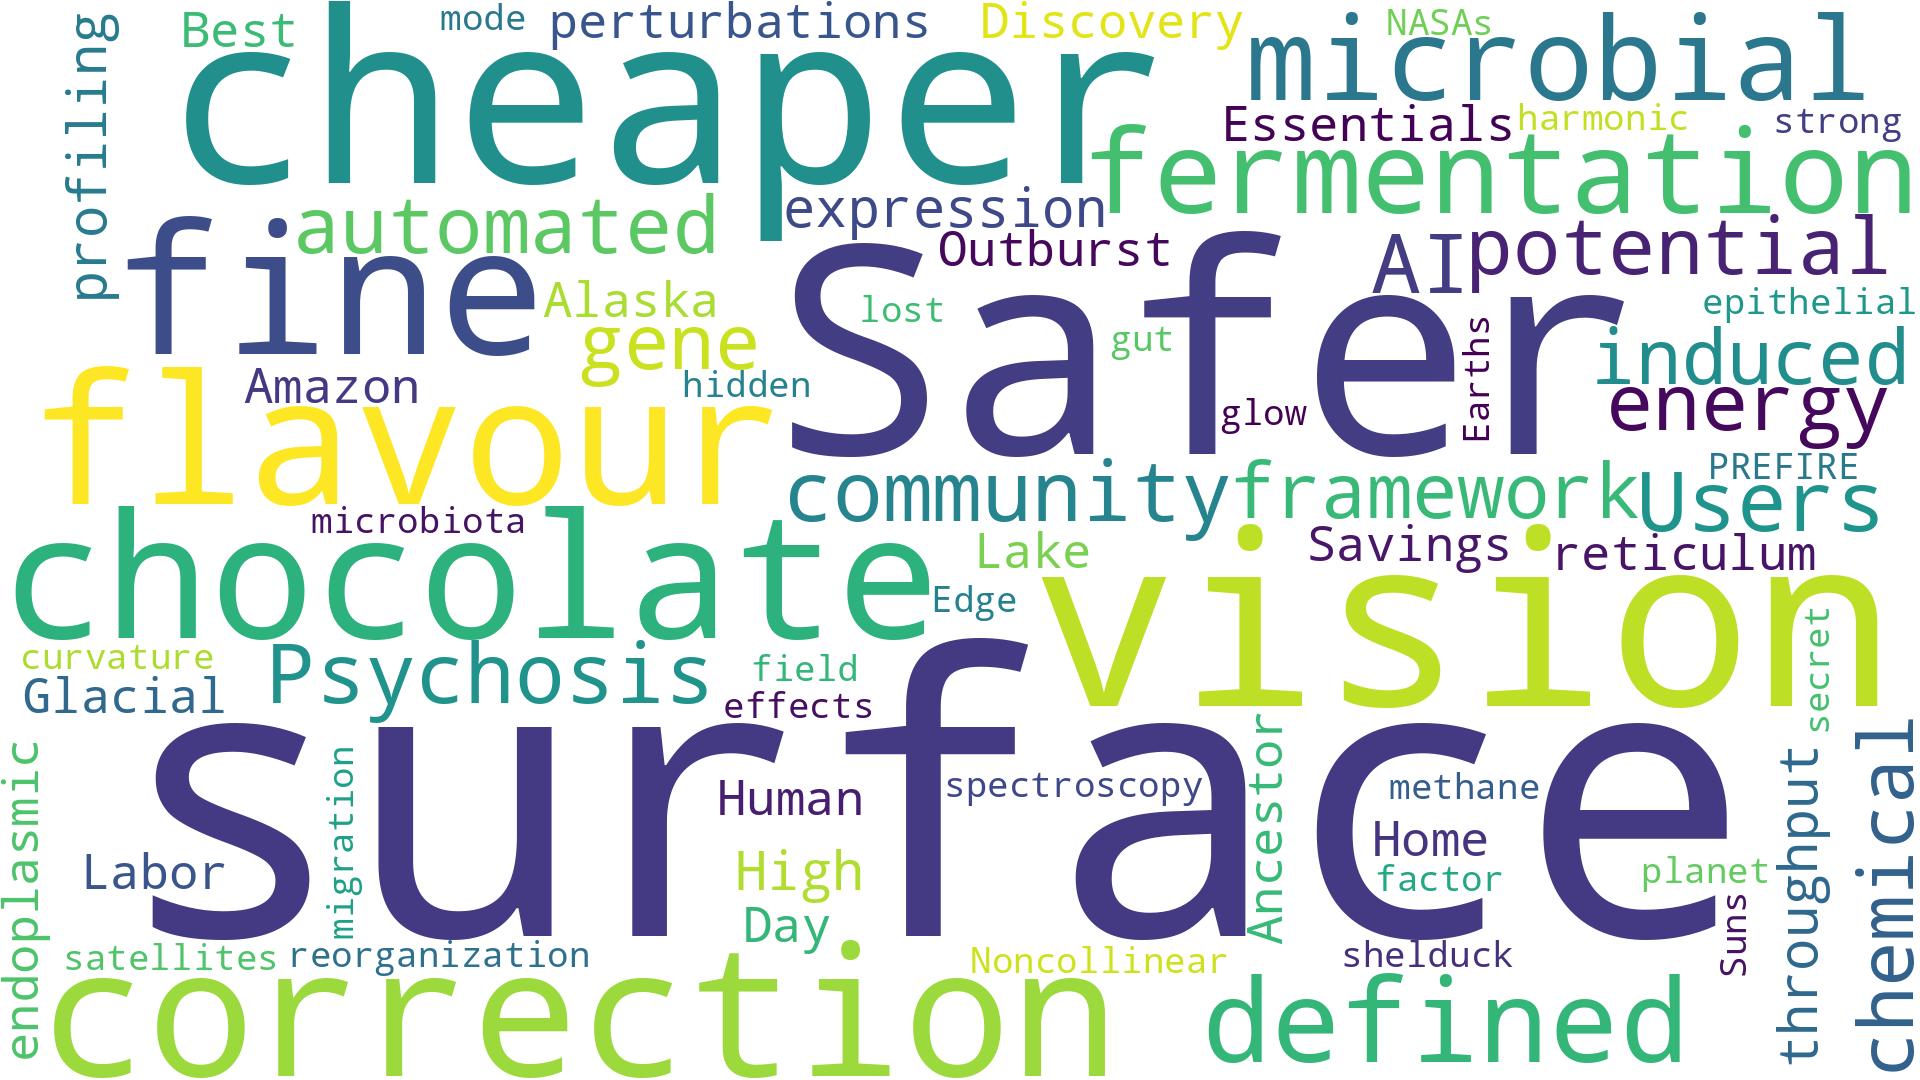 mode
perturbations
Discovery
NASAs
Best
cheaper
microbial
profiling
Essentials
harmonic
strong
fermentation
automated
expression
fine
Outburst
AI
potential
Safer
Alaska
lost
epithelial
gene
gut
Earths
induced
Amazon
hidden
glow
energy
flavour
community
framework
PREFIRE
Users
microbiota
chocolate
Lake
Savings
reticulum
vision
Edge
curvature
Psychosis
field
secret
Glacial
effects
surface
endoplasmic
migration
Human
spectroscopy
Ancestor
methane
throughput
chemical
Labor
High
Home
factor
planet
Day
Suns
satellites
reorganization
Noncollinear
shelduck
correction
defined